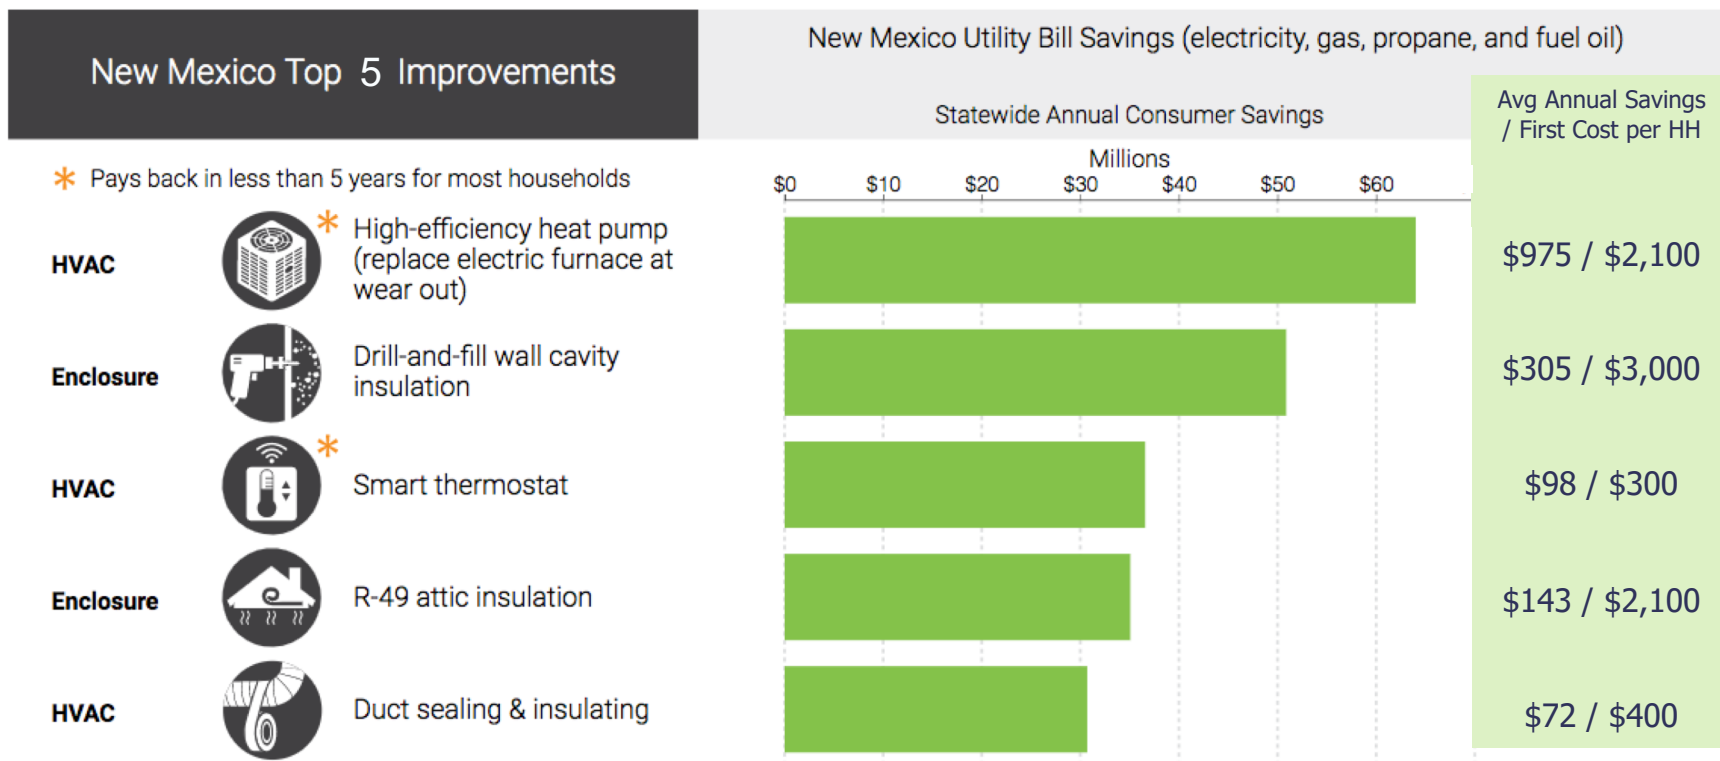 New Mexico Top 5 Improvements
New Mexico Utility Bill Savings (electricity, gas, propane, and fuel oil)
Statewide Annual Consumer Savings
Avg Annual Savings
/ First Cost per HH
* Pays back in less than 5 years for most households
Millions
$0 $10 $20 $30 $40 $50 $60
HVAC
*
High-efficiency heat pump
(replace electric furnace at
wear out)
$975 / $2,100
Enclosure
Drill-and-fill wall cavity
insulation
$305 / $3,000
HVAC
*
Smart thermostat
$98 / $300
Enclosure
R-49 attic insulation
$143 / $2,100
HVAC
Duct sealing & insulating
$72 / $400